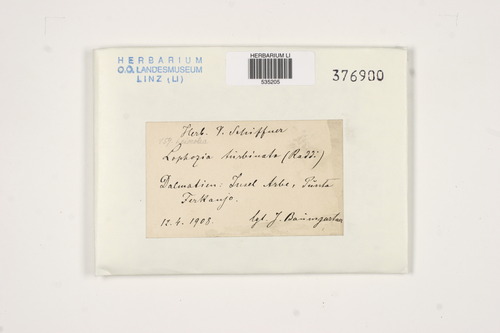 HERBARIUM
O.Ö. LANDESMUSEUM
LINZ (LI)
HERBARIUM LI
535205
376900
Herb. V. Schiffner
Lophozia turbinata (Raddi)
Dalmatien: Insel Arbe, Punta
Ferkanjo.
12.4.1908. lgt. J. Baumgartner